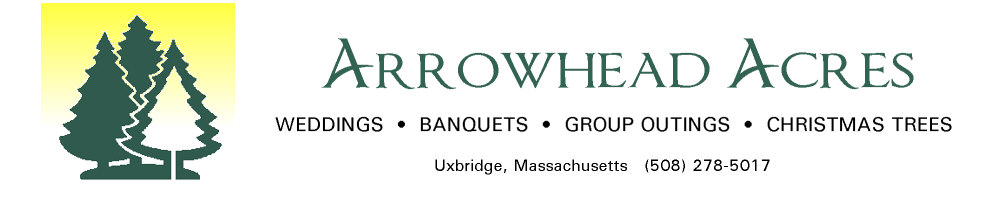 ARROWHEAD ACRES
WEDDINGS • BANQUETS • GROUP OUTINGS • CHRISTMAS TREES
Uxbridge, Massachusetts (508) 278-5017